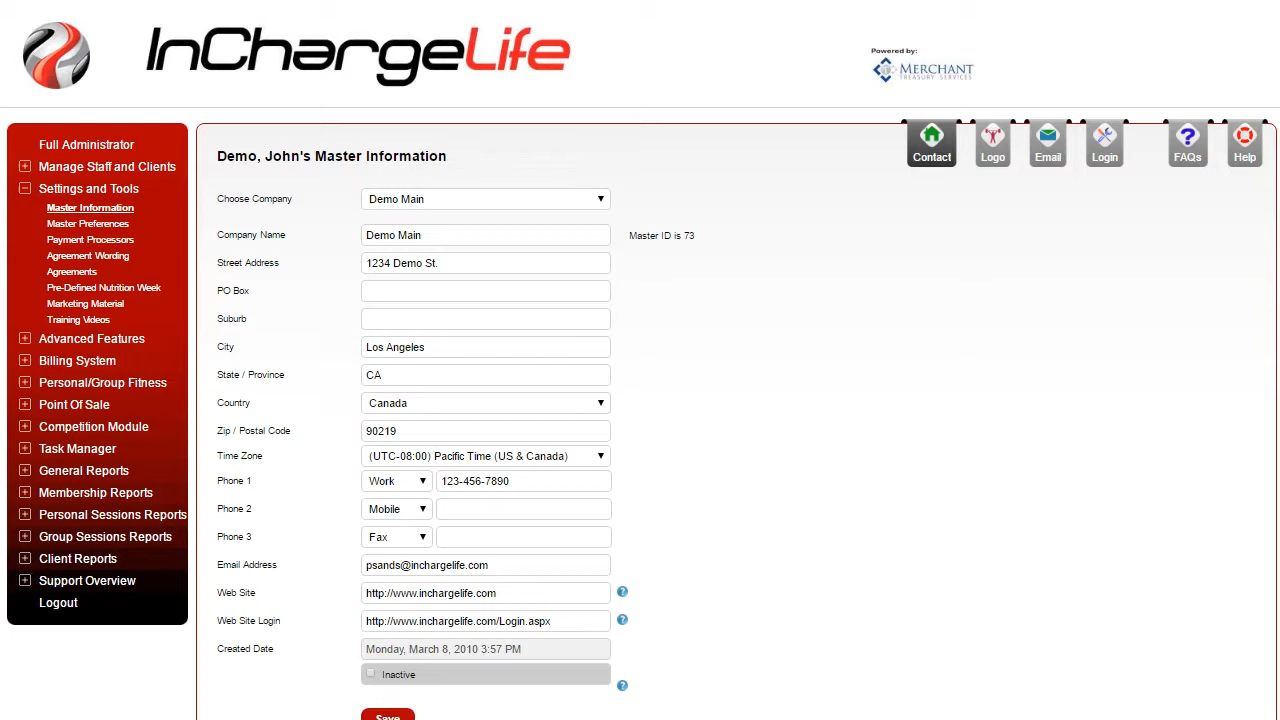 InChargeLife
Powered by:
MERCHANT
TREASURY SERVICES
Full Administrator
Manage Staff and Clients
Settings and Tools
Master Information
Master Preferences
Payment Processors
Agreement Wording
Agreements
Pre-Defined Nutrition Week
Marketing Material
Training Videos
Advanced Features
Billing System
Personal/Group Fitness
Point Of Sale
Competition Module
Task Manager
General Reports
Membership Reports
Personal Sessions Reports
Group Sessions Reports
Client Reports
Support Overview
Logout
Contact
Logo
Email
Login
FAQs
Help
Demo, John's Master Information
Choose Company Demo Main
Company Name Demo Main Master ID is 73
Street Address 1234 Demo St.
PO Box
Suburb
City Los Angeles
State / Province CA
Country Canada
Zip / Postal Code 90219
Time Zone (UTC-08:00) Pacific Time (US & Canada)
Phone 1 Work 123-456-7890
Phone 2 Mobile
Phone 3 Fax
Email Address psands@inchargelife.com
Web Site http://www.inchargelife.com
Web Site Login http://www.inchargelife.com/Login.aspx
Created Date Monday, March 8, 2010 3:57 PM
Inactive
Save